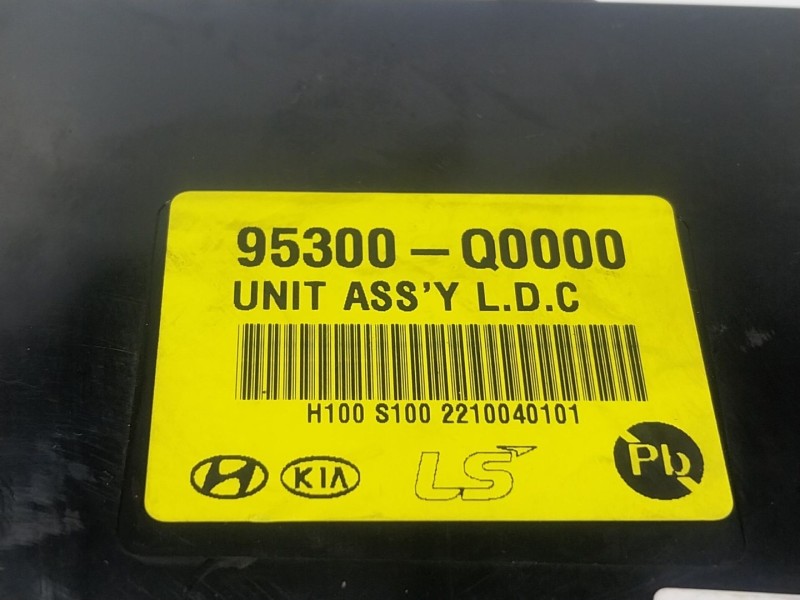 95300-Q0000
UNIT ASS'Y L.D.C
H100 S100 2210040101
KIA LS Pb